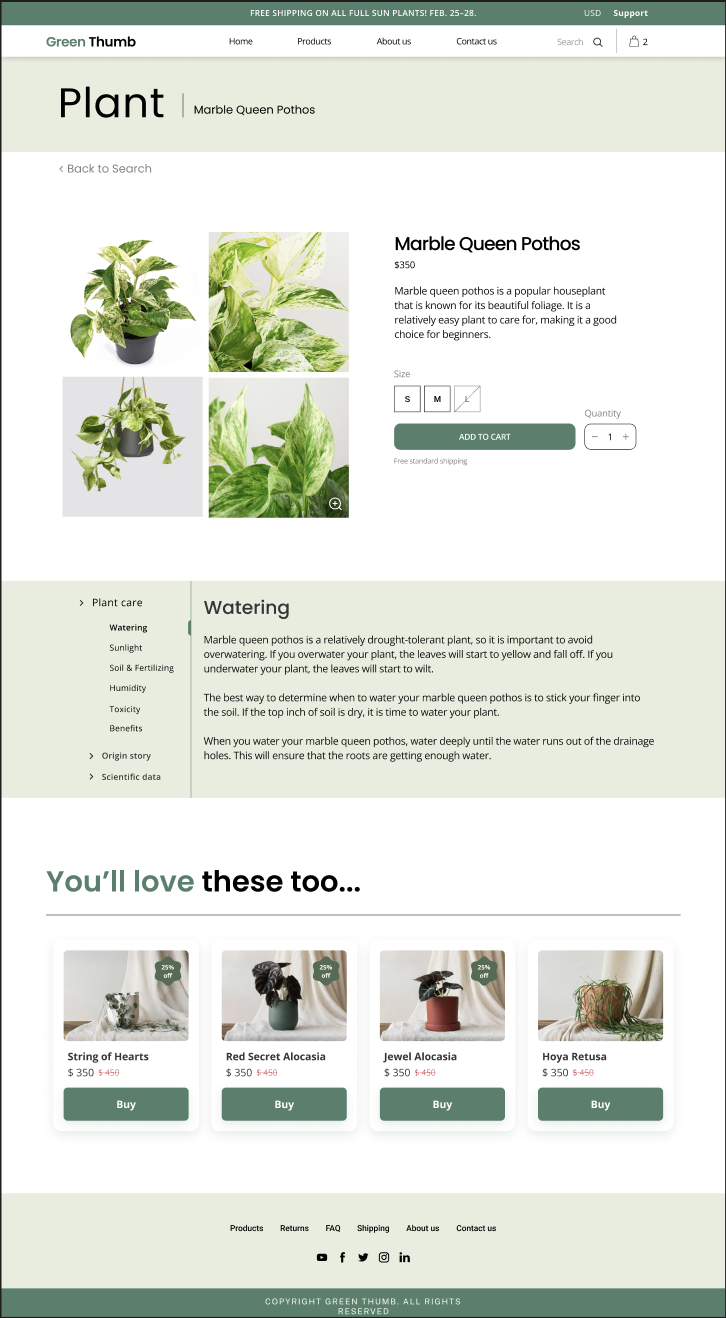 FREE SHIPPING ON ALL FULL SUN PLANTS! FEB. 25–28.
USD Support
Green Thumb
Home Products About us Contact us
Search
2
Plant
Marble Queen Pothos
< Back to Search
Marble Queen Pothos
$350
Marble queen pothos is a popular houseplant
that is known for its beautiful foliage. It is a
relatively easy plant to care for, making it a good
choice for beginners.
Size
S M L
Quantity
ADD TO CART
− 1 +
Free standard shipping
Plant care
Watering
Sunlight
Soil & Fertilizing
Humidity
Toxicity
Benefits
Origin story
Scientific data
Watering
Marble queen pothos is a relatively drought-tolerant plant, so it is important to avoid
overwatering. If you overwater your plant, the leaves will start to yellow and fall off. If you
underwater your plant, the leaves will start to wilt.
The best way to determine when to water your marble queen pothos is to stick your finger into
the soil. If the top inch of soil is dry, it is time to water your plant.
When you water your marble queen pothos, water deeply until the water runs out of the drainage
holes. This will ensure that the roots are getting enough water.
You’ll love these too...
25%
off
String of Hearts
$ 350 $ 450
Buy
25%
off
Red Secret Alocasia
$ 350 $ 450
Buy
25%
off
Jewel Alocasia
$ 350 $ 450
Buy
Hoya Retusa
$ 350 $ 450
Buy
Products Returns FAQ Shipping About us Contact us
COPYRIGHT GREEN THUMB. ALL RIGHTS
RESERVED